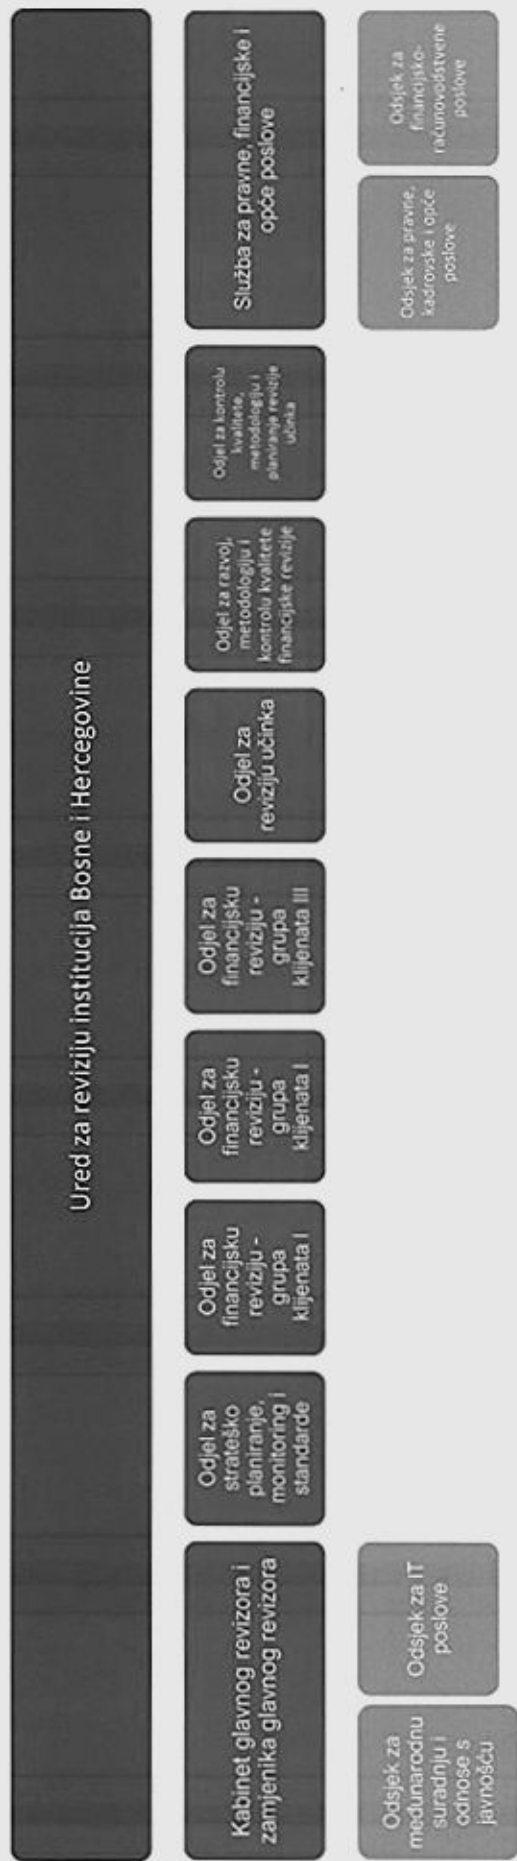 Ured za reviziju institucija Bosne i Hercegovine
Kabinet glavnog revizora i
zamjenika glavnog revizora
Odjel za
strateško
planiranje,
monitoring i
standarde
Odjel za
financijsku
reviziju -
grupa
klijenata I
Odjel za
financijsku
reviziju -
grupa
klijenata I
Odjel za
financijsku
reviziju -
grupa
klijenata III
Odjel za
reviziju učinka
Odjel za razvoj,
metodologiju i
kontrolu kvalitete
financijske revizije
Odjel za kontrolu
kvalitete,
metodologiju i
planiranje revizije
učinka
Služba za pravne, financijske i
opće poslove
Odsjek za
međunarodnu
suradnju i
odnose s
javnošću
Odsjek za IT
poslove
Odsjek za pravne,
kadrovske i opće
poslove
Odsjek za
financijsko-
računovodstvene
poslove